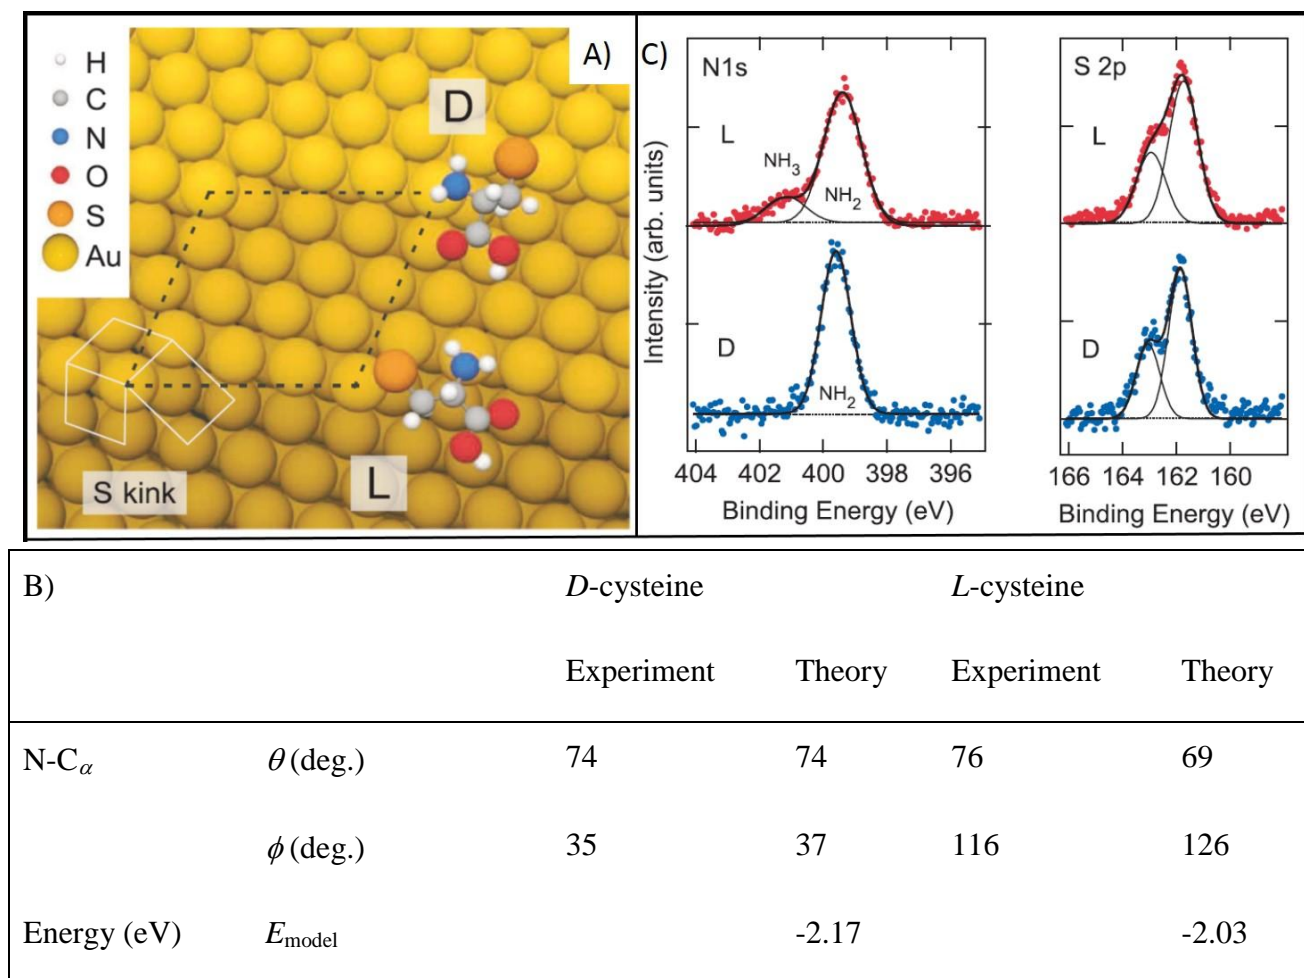 A)
H
C
N
O
S
Au
D
L
S kink
C)
N1s
L
NH3
NH2
D
NH2
Intensity (arb. units)
404 402 400 398 396
Binding Energy (eV)
S 2p
L
D
166 164 162 160
Binding Energy (eV)
B) D-cysteine L-cysteine
Experiment Theory Experiment Theory
N-Cα θ (deg.) 74 74 76 69
ϕ (deg.) 35 37 116 126
Energy (eV) Emodel -2.17 -2.03